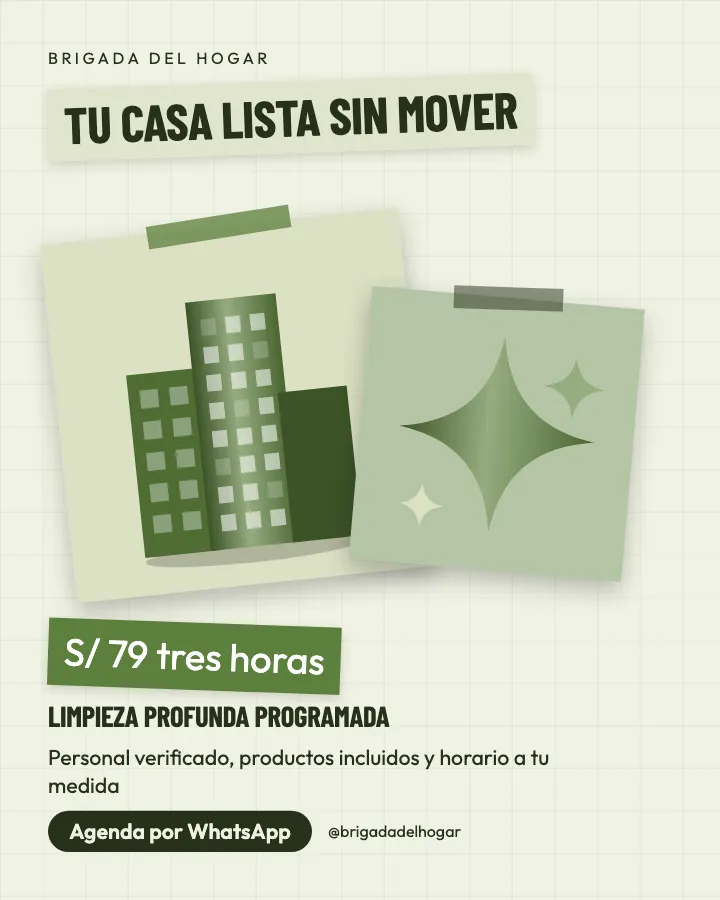 BRIGADA DEL HOGAR
TU CASA LISTA SIN MOVER
S/ 79 tres horas
LIMPIEZA PROFUNDA PROGRAMADA
Personal verificado, productos incluidos y horario a tu
medida
Agenda por WhatsApp
@brigadadelhogar